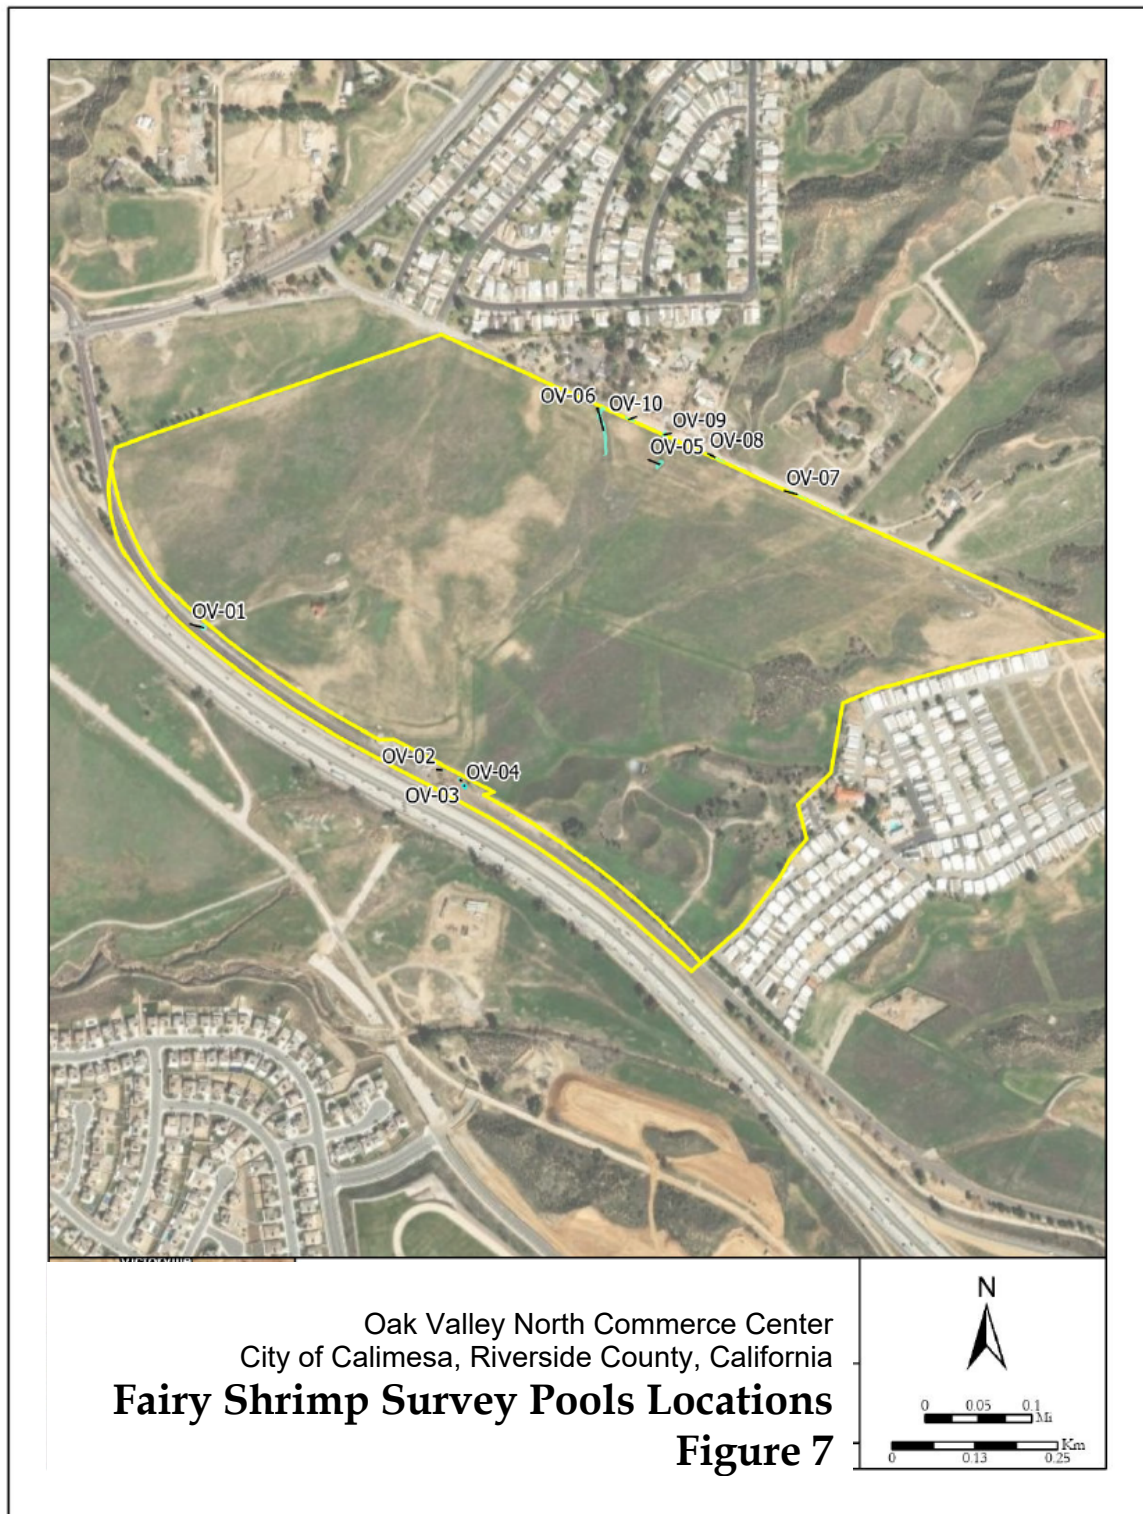 OV-06
OV-10
OV-09
OV-08
OV-05
OV-07
OV-01
OV-02
OV-04
OV-03
Oak Valley North Commerce Center
City of Calimesa, Riverside County, California
Fairy Shrimp Survey Pools Locations
Figure 7
N
0 0.05 0.1
Mi
Km
0 0.13 0.25